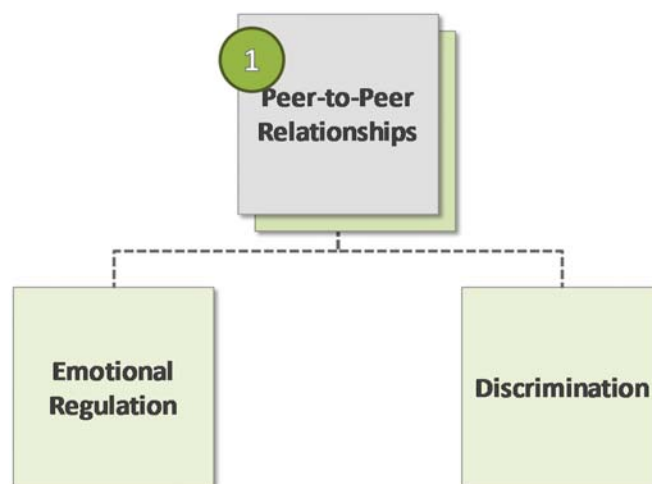 1
Peer-to-Peer
Relationships
Emotional
Regulation
Discrimination